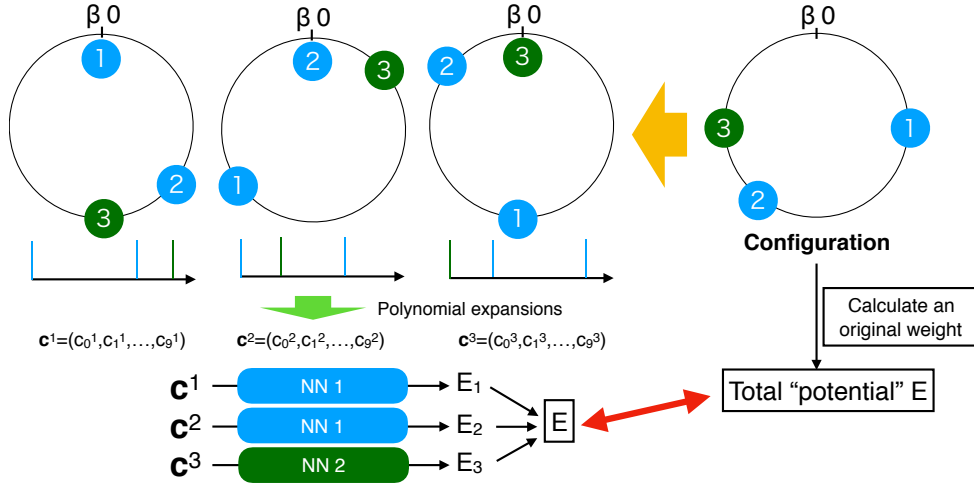 β 0
β 0
β 0
β 0
1
2
3
2
3
1
2
3
1
3
1
2
Configuration
Polynomial expansions
Calculate an
original weight
c¹=(c₀¹,c₁¹,…,c₉¹)
c²=(c₀²,c₁²,…,c₉²)
c³=(c₀³,c₁³,…,c₉³)
c¹ NN 1 E₁
c² NN 1 E₂
c³ NN 2 E₃
E
Total “potential” E